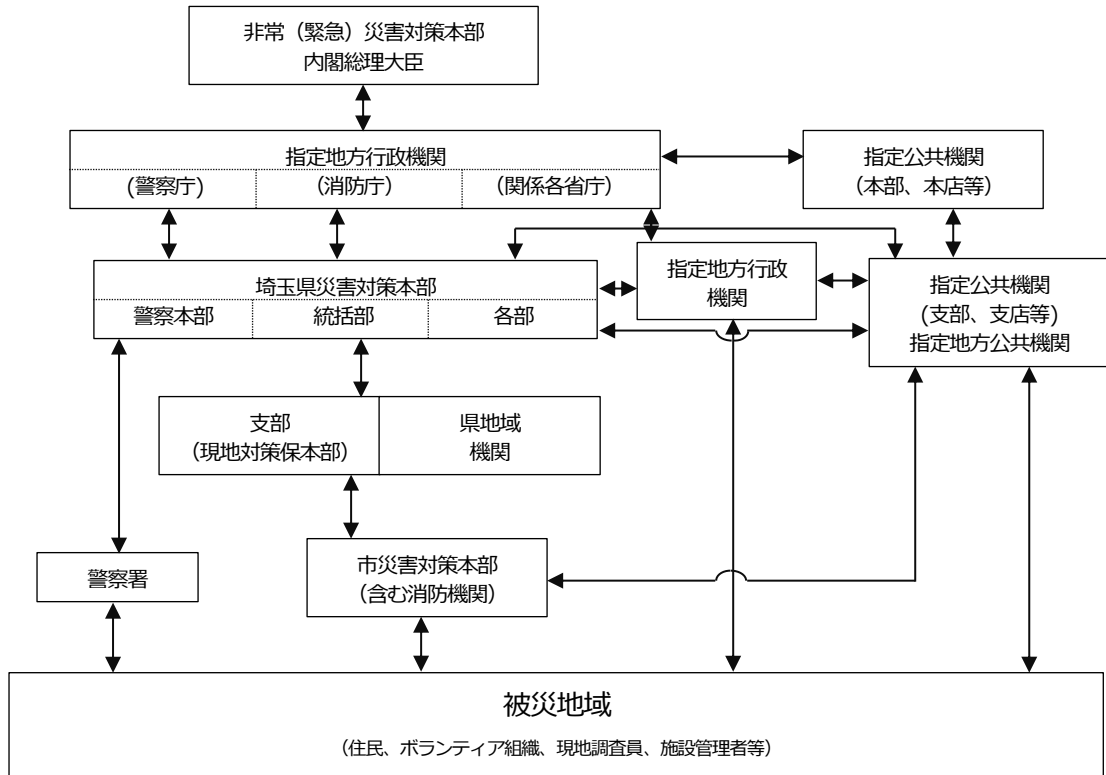 非常（緊急）災害対策本部
内閣総理大臣
指定地方行政機関
(警察庁)
（消防庁）
（関係各省庁）
指定公共機関
（本部、本店等）
埼玉県災害対策本部
警察本部
統括部
各部
指定地方行政
機関
指定公共機関
(支部、支店等)
指定地方公共機関
支部
（現地対策保本部）
県地域
機関
警察署
市災害対策本部
（含む消防機関）
被災地域
（住民、ボランティア組織、現地調査員、施設管理者等）